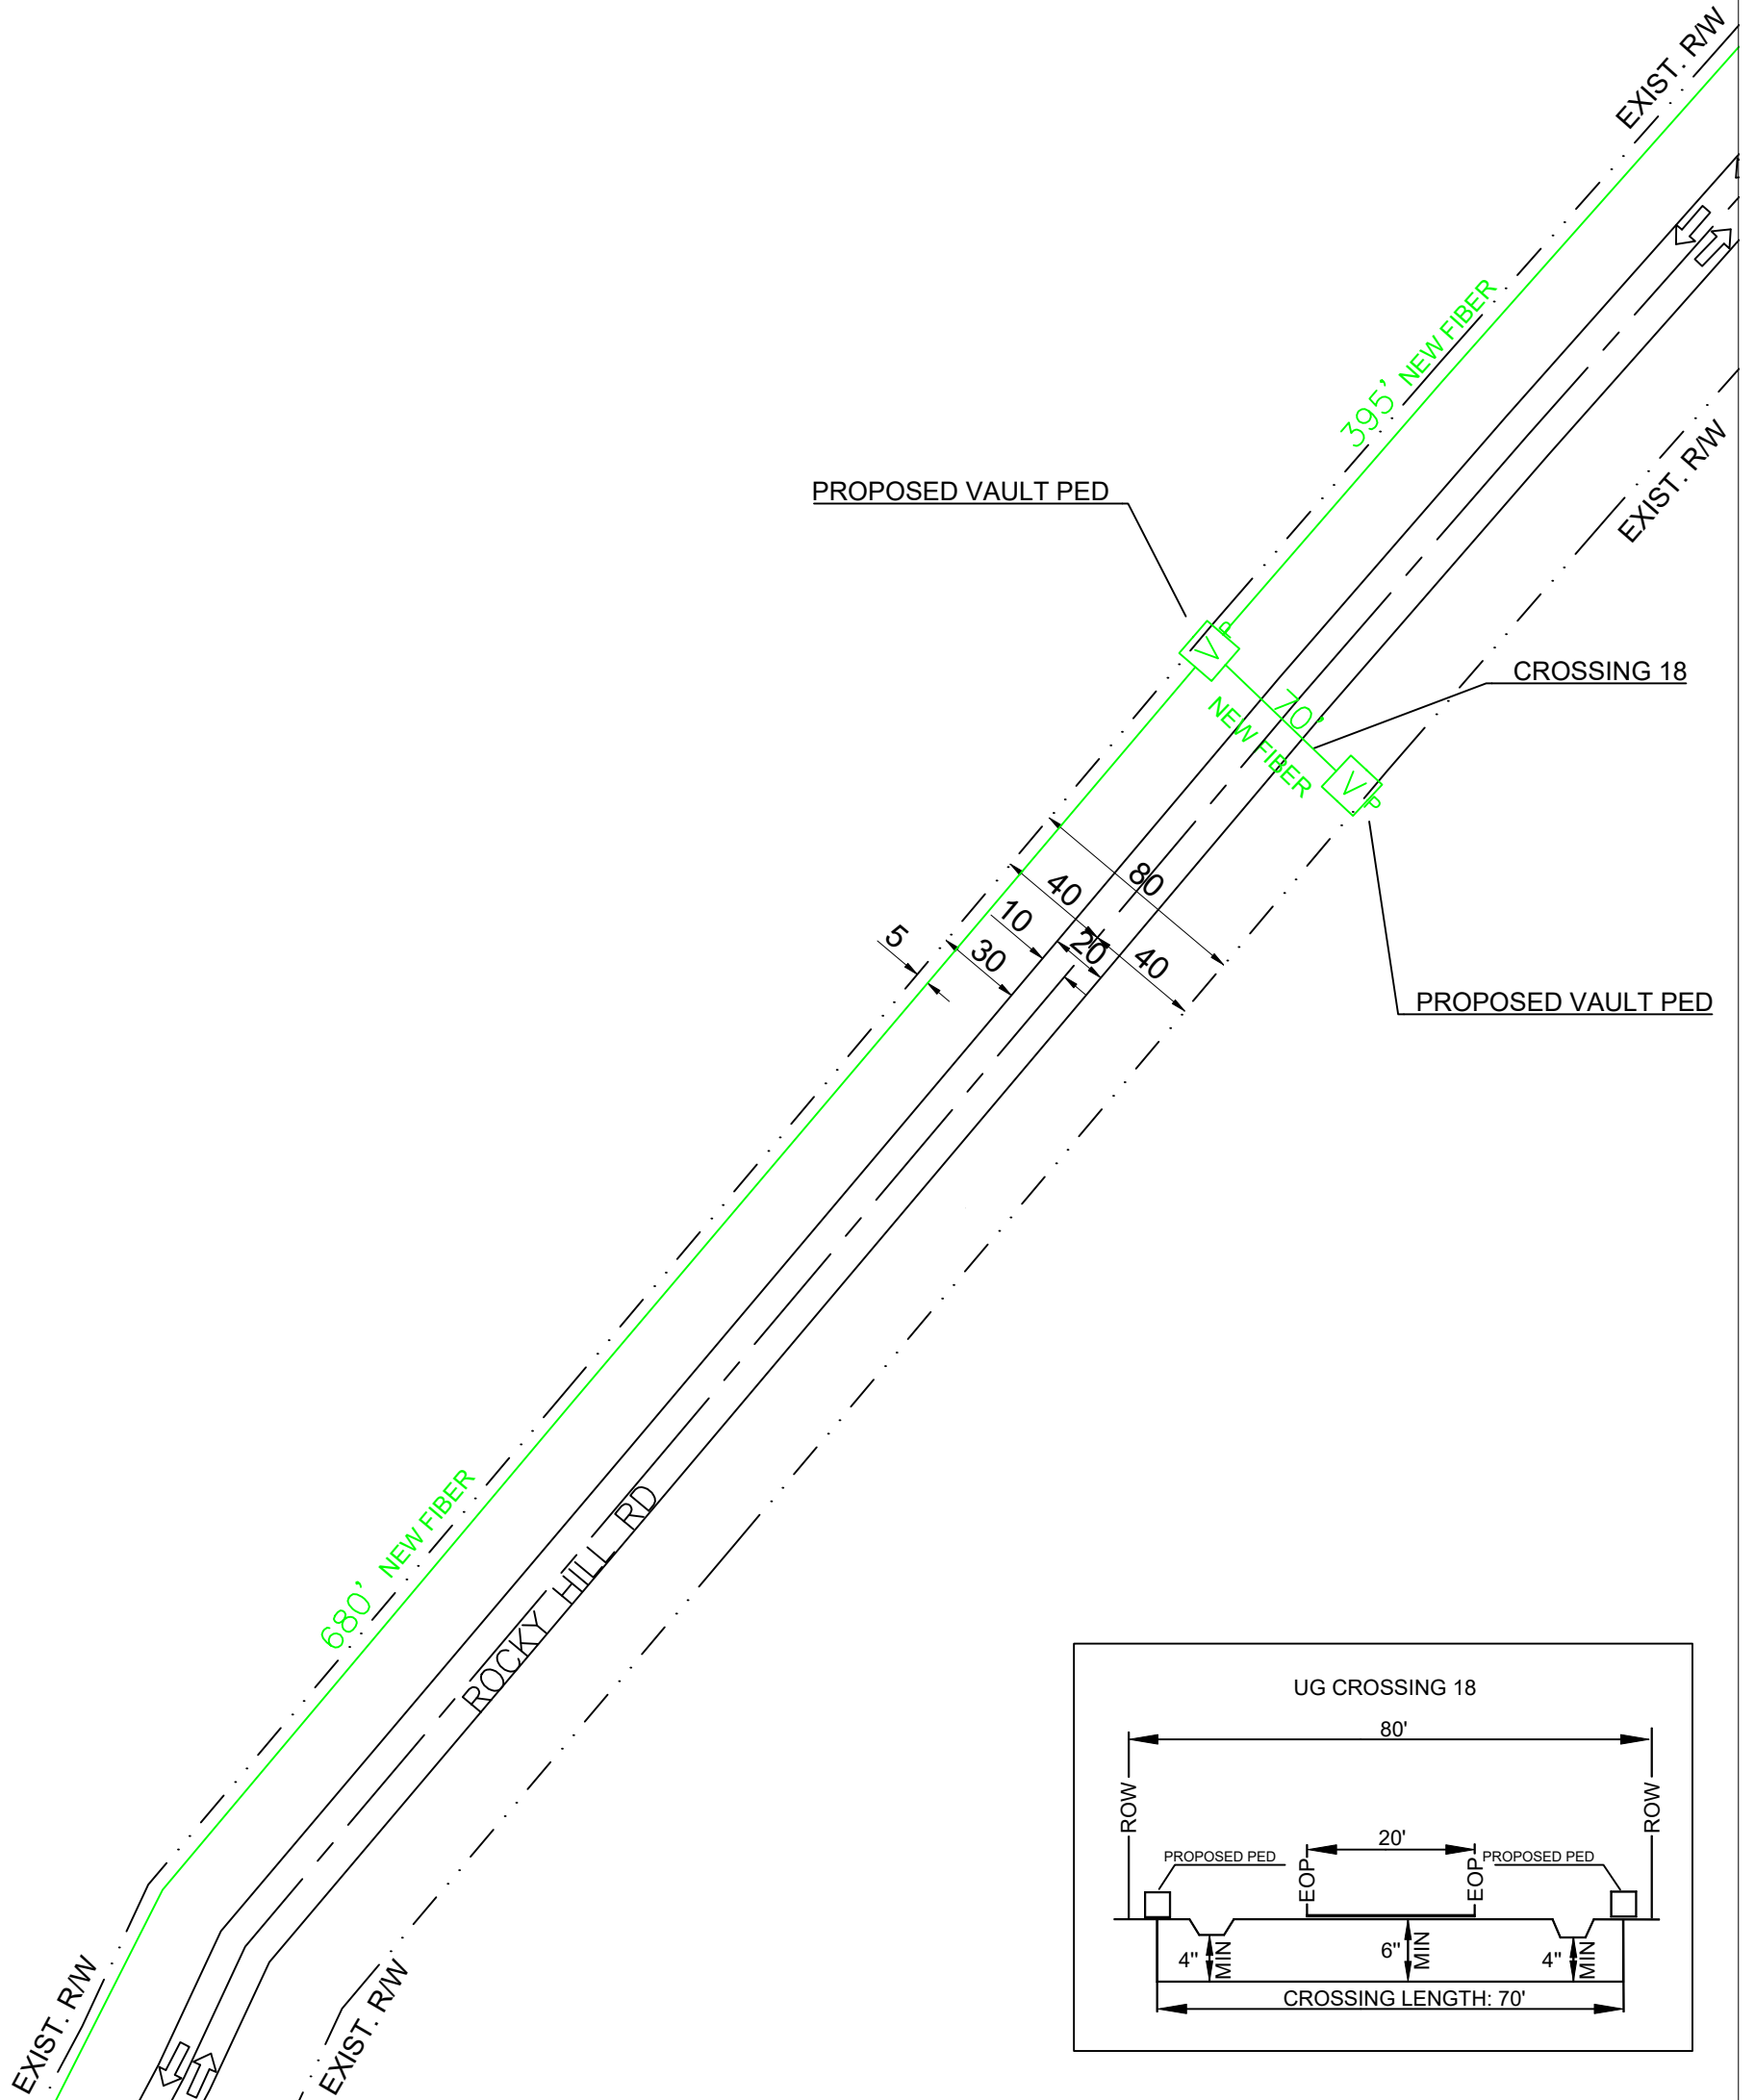 EXIST. R/W
395' NEW FIBER
EXIST. R/W
PROPOSED VAULT PED
V P
CROSSING 18
70'
NEW FIBER
V P
80
40
10
5
30
20
40
PROPOSED VAULT PED
680' NEW FIBER
ROCKY HILL RD
EXIST. R/W
EXIST. R/W
UG CROSSING 18
80'
ROW
ROW
20'
PROPOSED PED
EOP
EOP
PROPOSED PED
4" MIN
6" MIN
4" MIN
CROSSING LENGTH: 70'